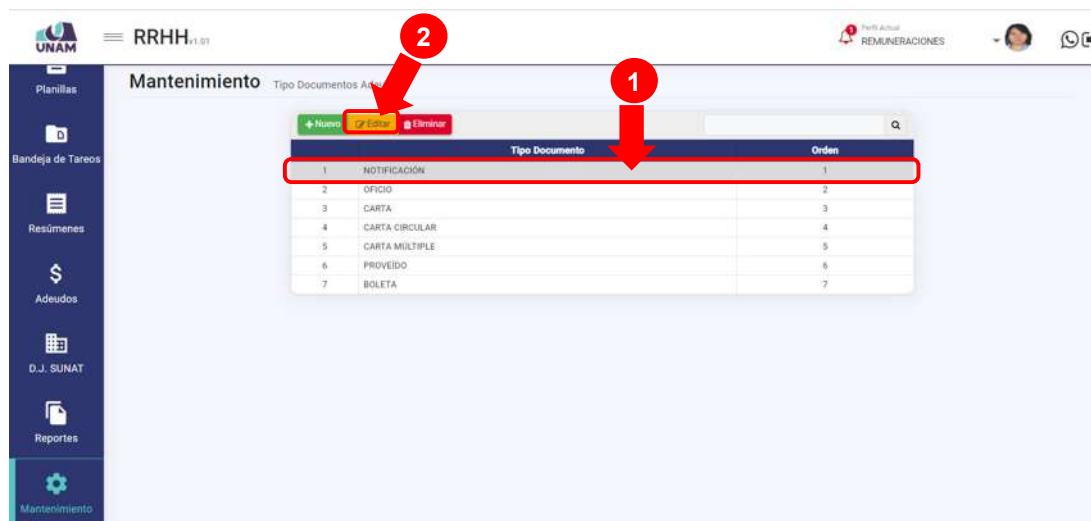 UNAM
RRHH v1.01
2
1
Perfil Actual
REMUNERACIONES
Planillas
Mantenimiento Tipo Documentos
Nuevo Editar Eliminar
Tipo Documento Orden
1 NOTIFICACIÓN 1
2 OFICIO 2
3 CARTA 3
4 CARTA CIRCULAR 4
5 CARTA MÚLTIPLE 5
6 PROVEÍDO 6
7 BOLETA 7
Bandeja de Tareos
Resúmenes
Adeudos
D.J. SUNAT
Reportes
Mantenimiento